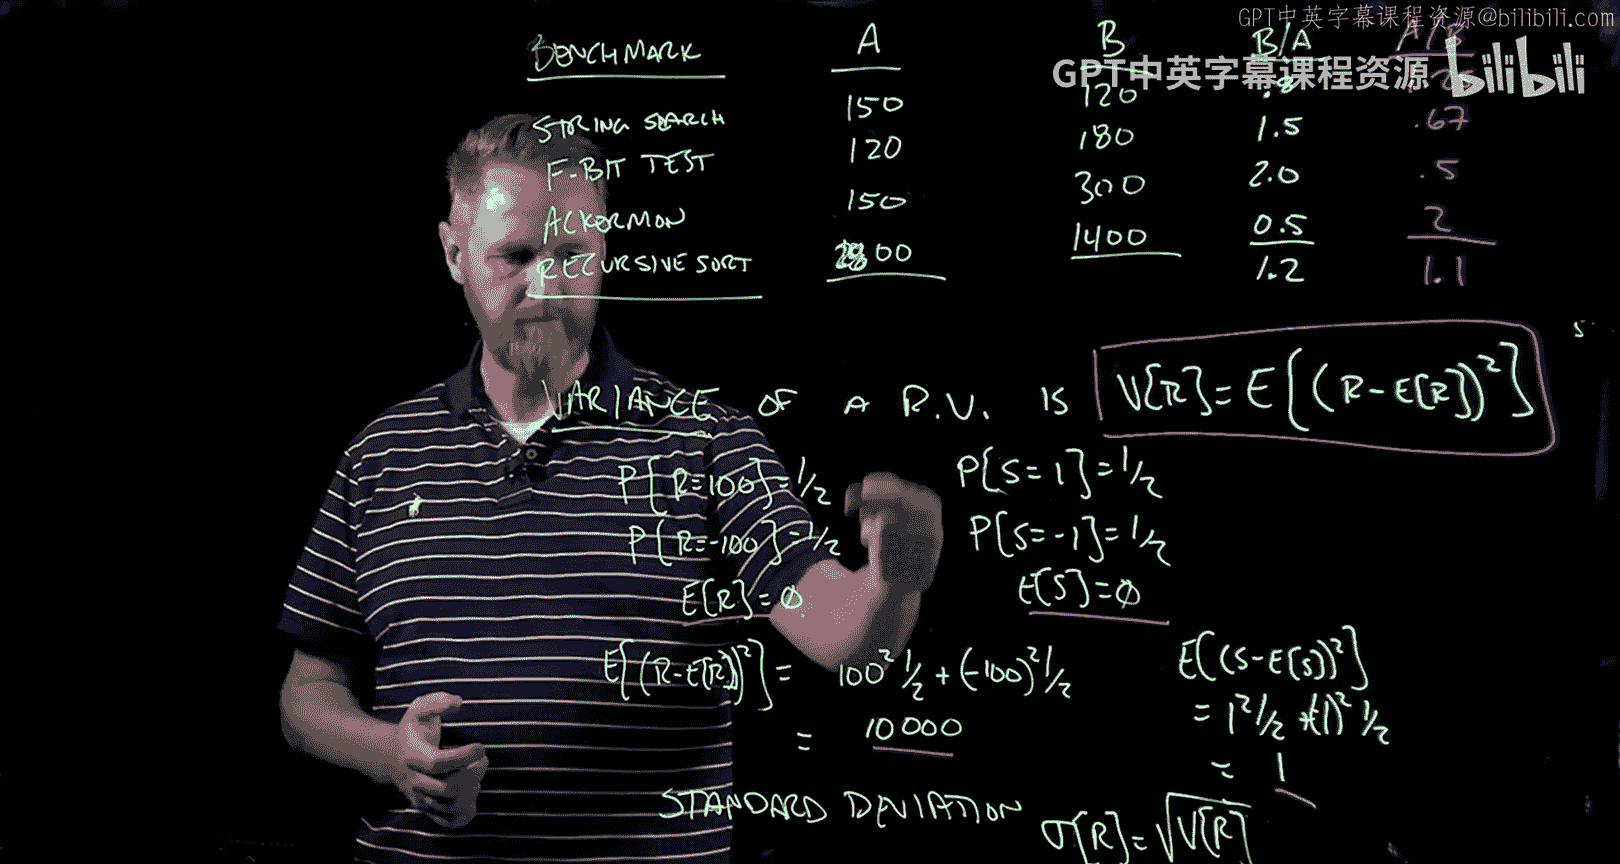 GPT中英字幕课程资源@bilibili.com
GPT中英字幕课程资源 bilibili
BENCHMARK A B B/A A/B
STRING SEARCH 150 120 .8
F-BIT TEST 120 180 1.5 .67
ACKERMON 150 300 2.0 .5
RECURSIVE SORT 00 1400 0.5 2
1.2 1.1
VARIANCE OF A R.V. IS V[R]=E[(R-E[R])²]
P[R=100]=1/2 P[S=1]=1/2
P[R=-100]=1/2 P[S=-1]=1/2
E[R]=0 E[S]=0
E[(R-E[R])²]= 100² 1/2 + (-100)² 1/2
= 10000
E[(S-E[S])²]
= 1² 1/2 +(-1)² 1/2
= 1
STANDARD DEVIATION σ[R]=√V[R]